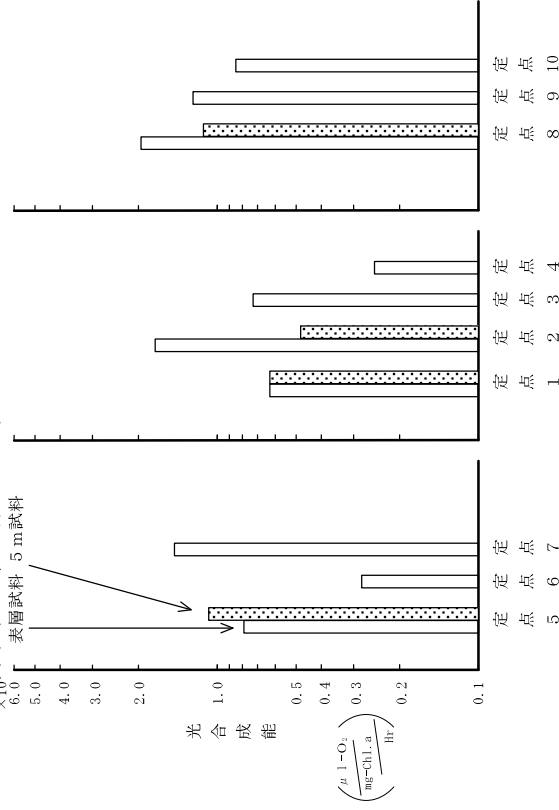 表層試料
5 m試料
×10
6.0
5.0
4.0
3.0
2.0
1.0
0.5
0.4
0.3
0.2
0.1
光合成能
(μl-O₂/mg-Chl.a/Hr)
定点 5
定点 6
定点 7
定点 1
定点 2
定点 3
定点 4
定点 8
定点 9
定点 10